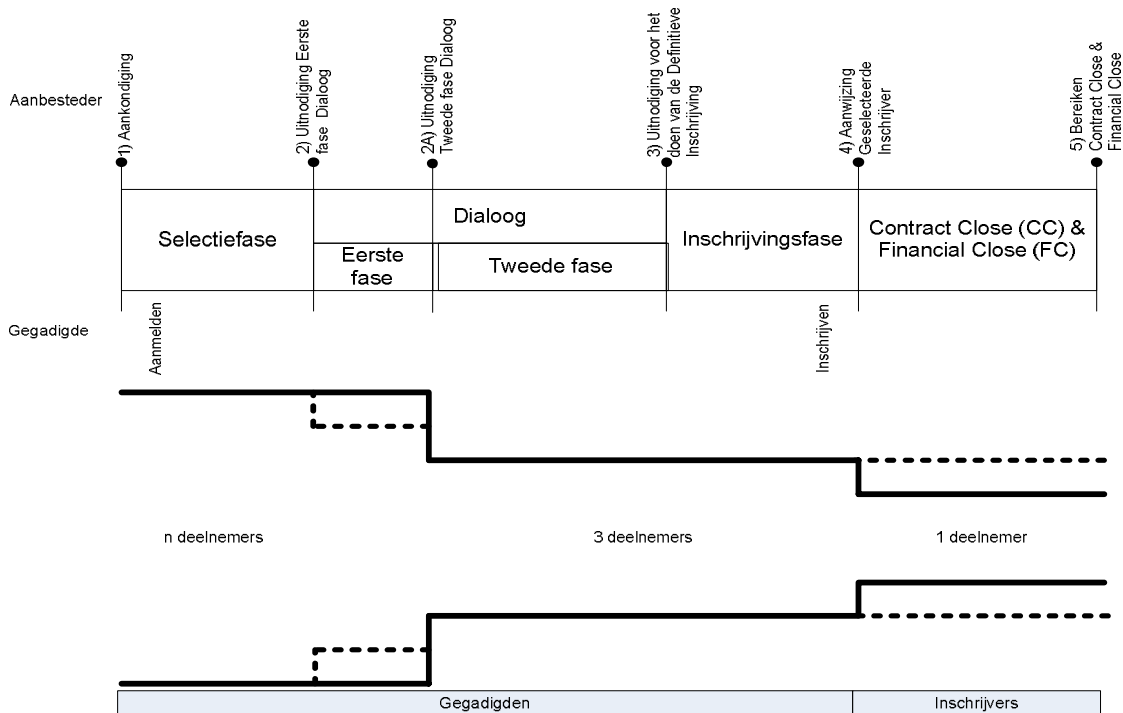 Aanbesteder
1) Aankondiging
2) Uitnodiging Eerste
fase Dialoog
2A) Uitnodiging
Tweede fase Dialoog
3) Uitnodiging voor het
doen van de Definitieve
Inschrijving
4) Aanwijzing
Geselecteerde
Inschrijver
5) Bereiken
Contract Close &
Financial Close
Selectiefase
Dialoog
Eerste
fase
Tweede fase
Inschrijvingsfase
Contract Close (CC) &
Financial Close (FC)
Gegadigde
Aanmelden
Inschrijven
n deelnemers
3 deelnemers
1 deelnemer
Gegadigden
Inschrijvers